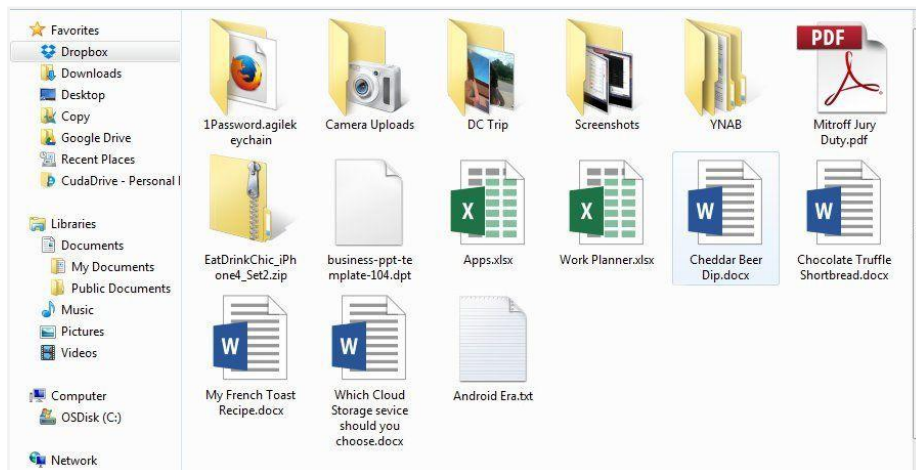 Favorites
Dropbox
Downloads
Desktop
Copy
Google Drive
Recent Places
CudaDrive - Personal
Libraries
Documents
My Documents
Public Documents
Music
Pictures
Videos
Computer
OSDisk (C:)
Network
1Password.agilek
eychain
Camera Uploads
DC Trip
Screenshots
YNAB
PDF
Mitroff Jury
Duty.pdf
EatDrinkChic_iPh
one4_Set2.zip
business-ppt-te
mplate-104.dpt
X
Apps.xlsx
X
Work Planner.xlsx
W
Cheddar Beer
Dip.docx
W
Chocolate Truffle
Shortbread.docx
W
My French Toast
Recipe.docx
W
Which Cloud
Storage sevice
should you
choose.docx
Android Era.txt